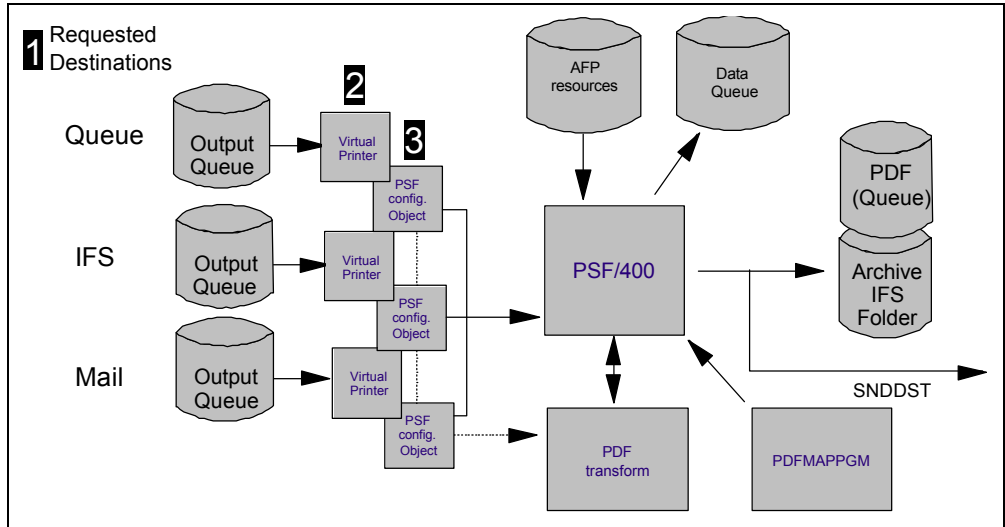 1 Requested
Destinations
2
3
Queue
Output
Queue
Virtual
Printer
PSF
config.
Object
IFS
Output
Queue
Virtual
Printer
PSF
config.
Object
Mail
Output
Queue
Virtual
Printer
PSF
config.
Object
AFP
resources
Data
Queue
PSF/400
PDF
(Queue)
Archive
IFS
Folder
SNDDST
PDF
transform
PDFMAPPGM